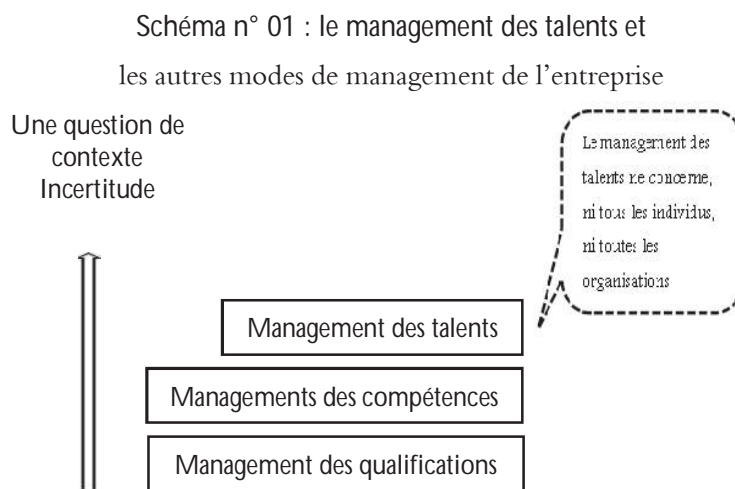 Schéma n° 01 : le management des talents et
les autres modes de management de l'entreprise
Une question de
contexte
Incertitude
Le management des
talents ne concerne,
ni tous les individus,
ni toutes les
organisations
Management des talents
Managements des compétences
Management des qualifications